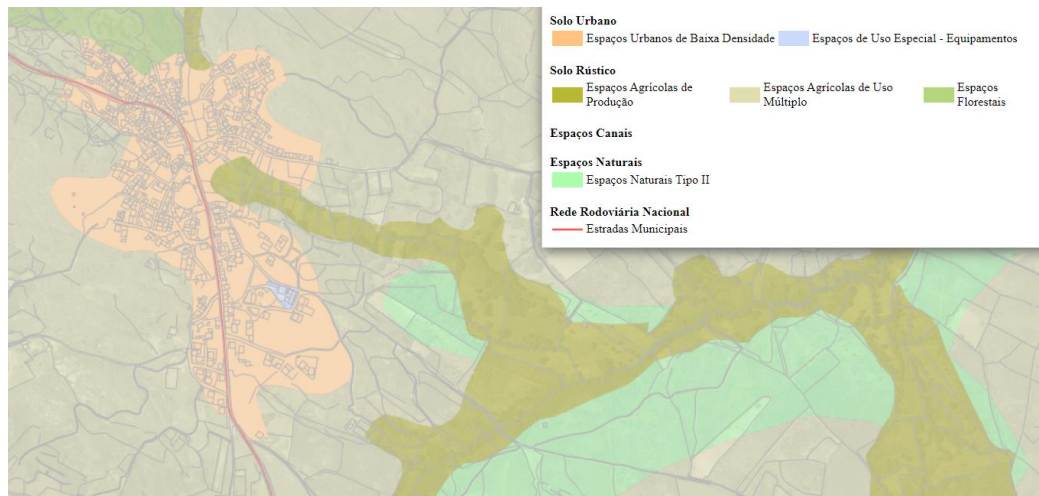 Solo Urbano
Espaços Urbanos de Baixa Densidade Espaços de Uso Especial - Equipamentos
Solo Rústico
Espaços Agrícolas de Produção
Espaços Agrícolas de Uso Múltiplo
Espaços Florestais
Espaços Canais
Espaços Naturais
Espaços Naturais Tipo II
Rede Rodoviária Nacional
Estradas Municipais